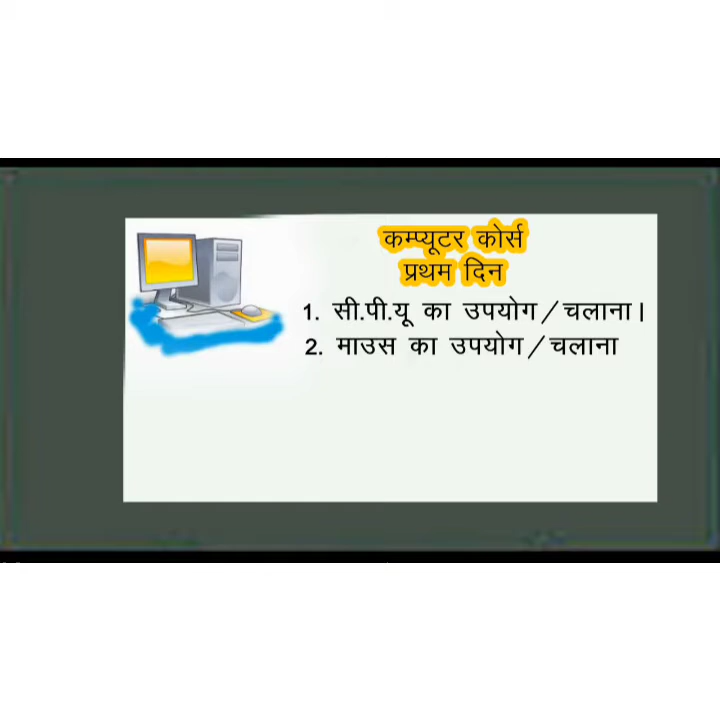 कम्प्यूटर कोर्स
प्रथम दिन
1. सी.पी.यू का उपयोग/चलाना।
2. माउस का उपयोग/चलाना